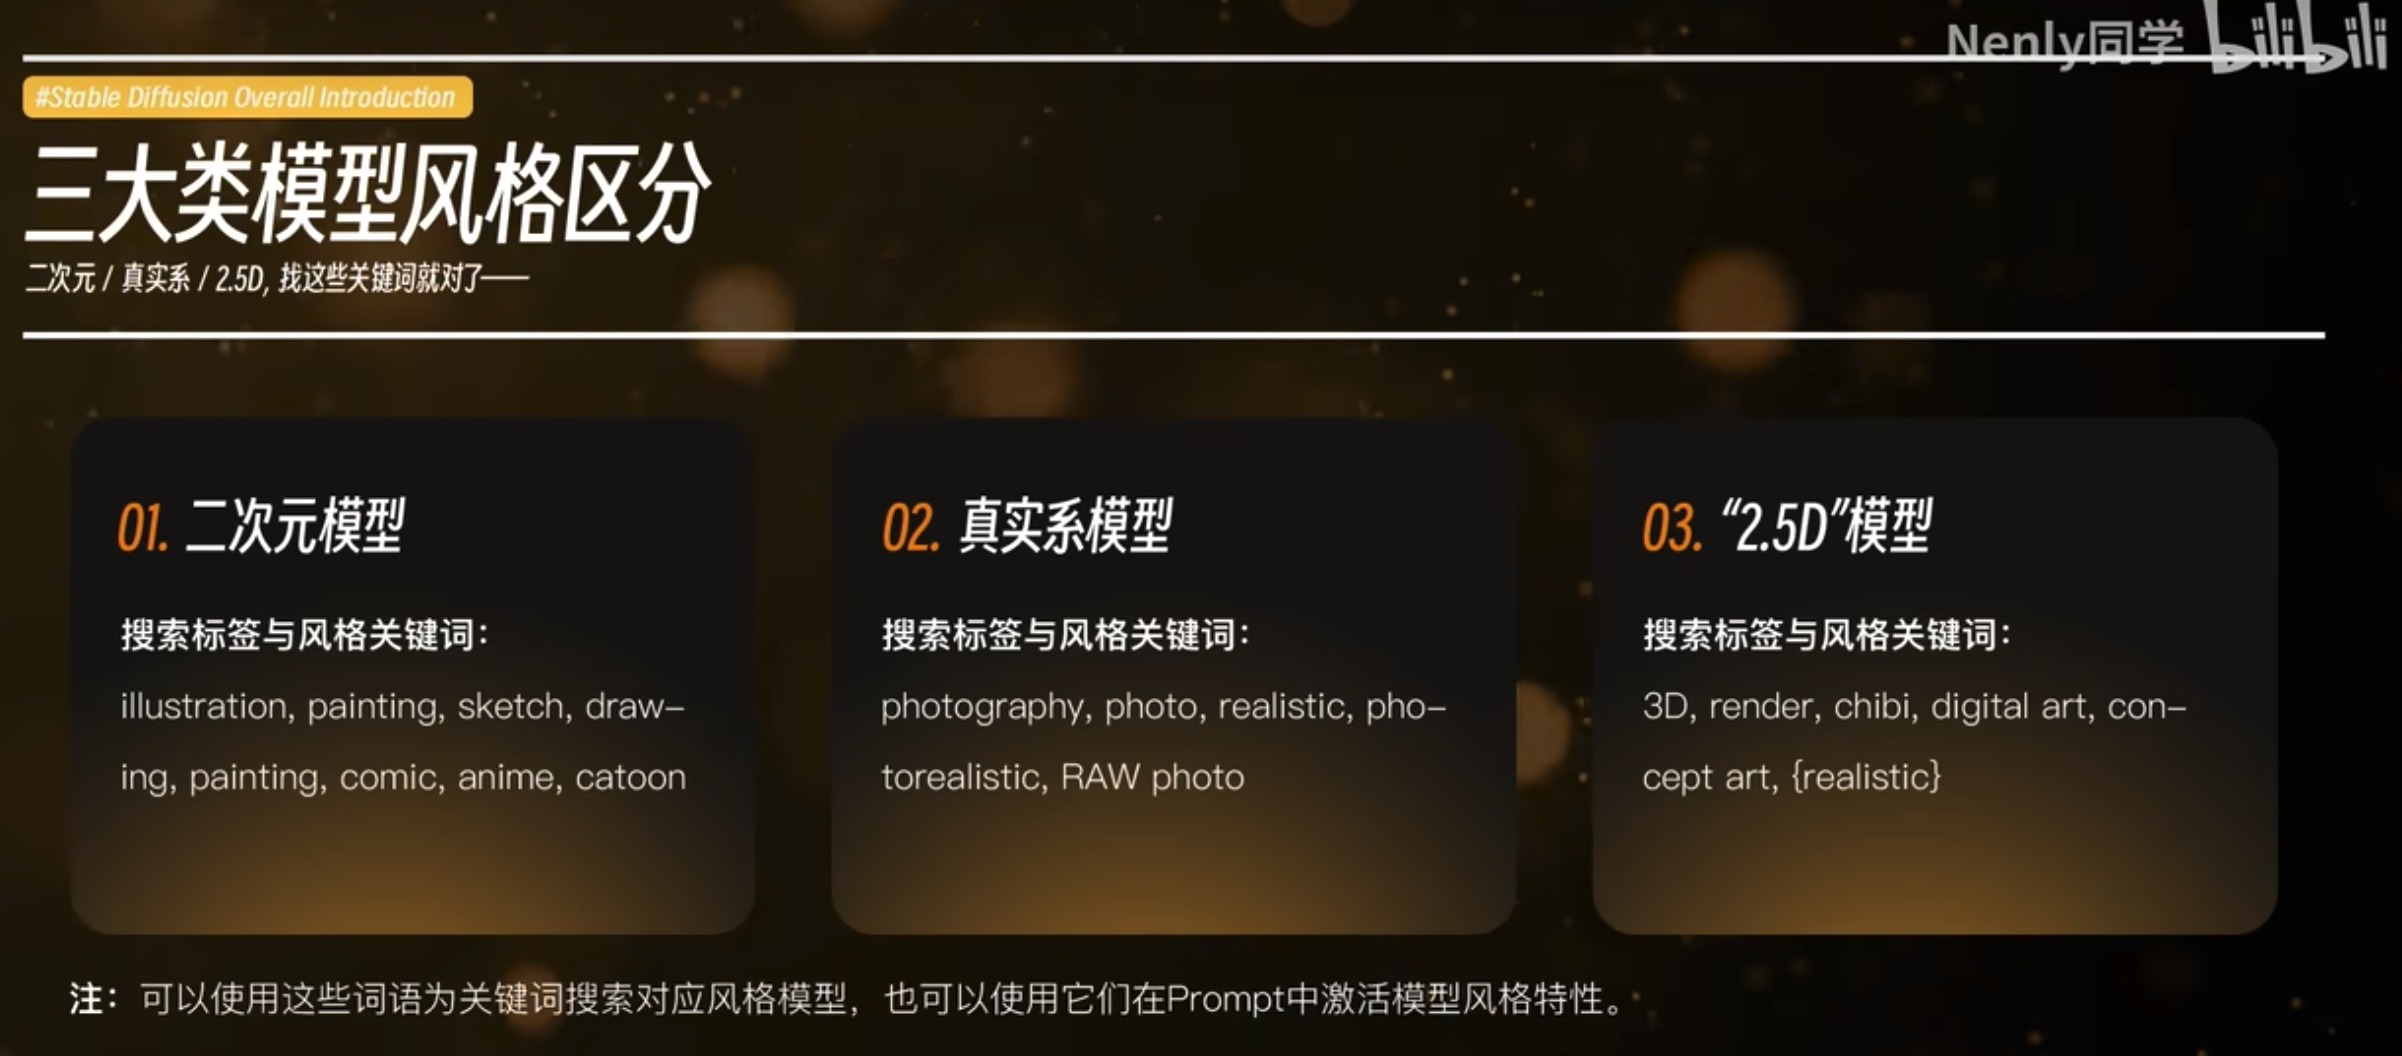 Nenly同学 bilibili
#Stable Diffusion Overall Introduction
三大类模型风格区分
二次元 / 真实系 / 2.5D, 找这些关键词就对了——
01. 二次元模型
搜索标签与风格关键词：
illustration, painting, sketch, draw–
ing, painting, comic, anime, catoon
02. 真实系模型
搜索标签与风格关键词：
photography, photo, realistic, pho–
torealistic, RAW photo
03. “2.5D”模型
搜索标签与风格关键词：
3D, render, chibi, digital art, con–
cept art, {realistic}
注：可以使用这些词语为关键词搜索对应风格模型，也可以使用它们在Prompt中激活模型风格特性。